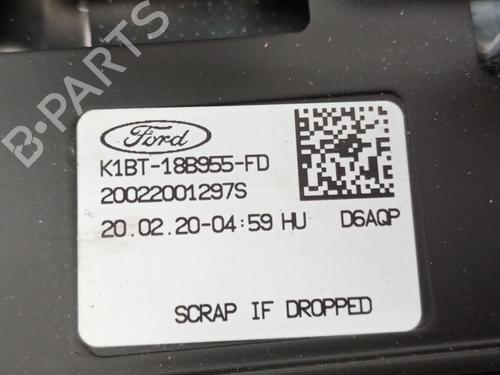 B-PARTS
Ford
K1BT-18B955-FD
20022001297S
20.02.20-04:59 HU D6AQP
SCRAP IF DROPPED